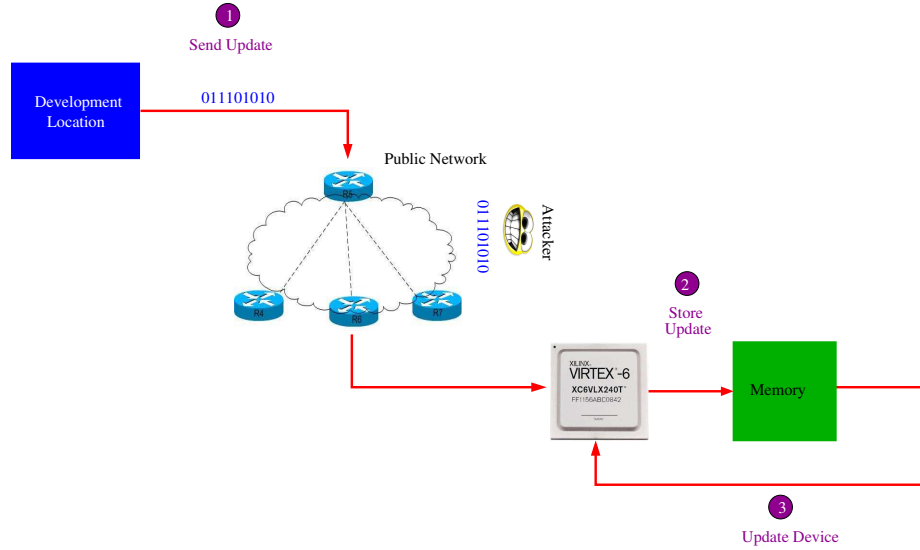 1
Send Update
Development
Location
011101010
Public Network
R5
011101010
Attacker
R4
R6
R7
2
Store
Update
XILINX
VIRTEX-6
XC6VLX240T
FF1156ABC0842
Memory
3
Update Device